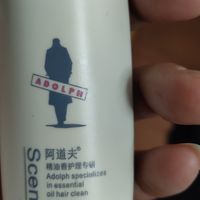 ADOLPH
阿道夫®
精油香护理专研
Adolph specializes
in essential
oil hair clean
Scen